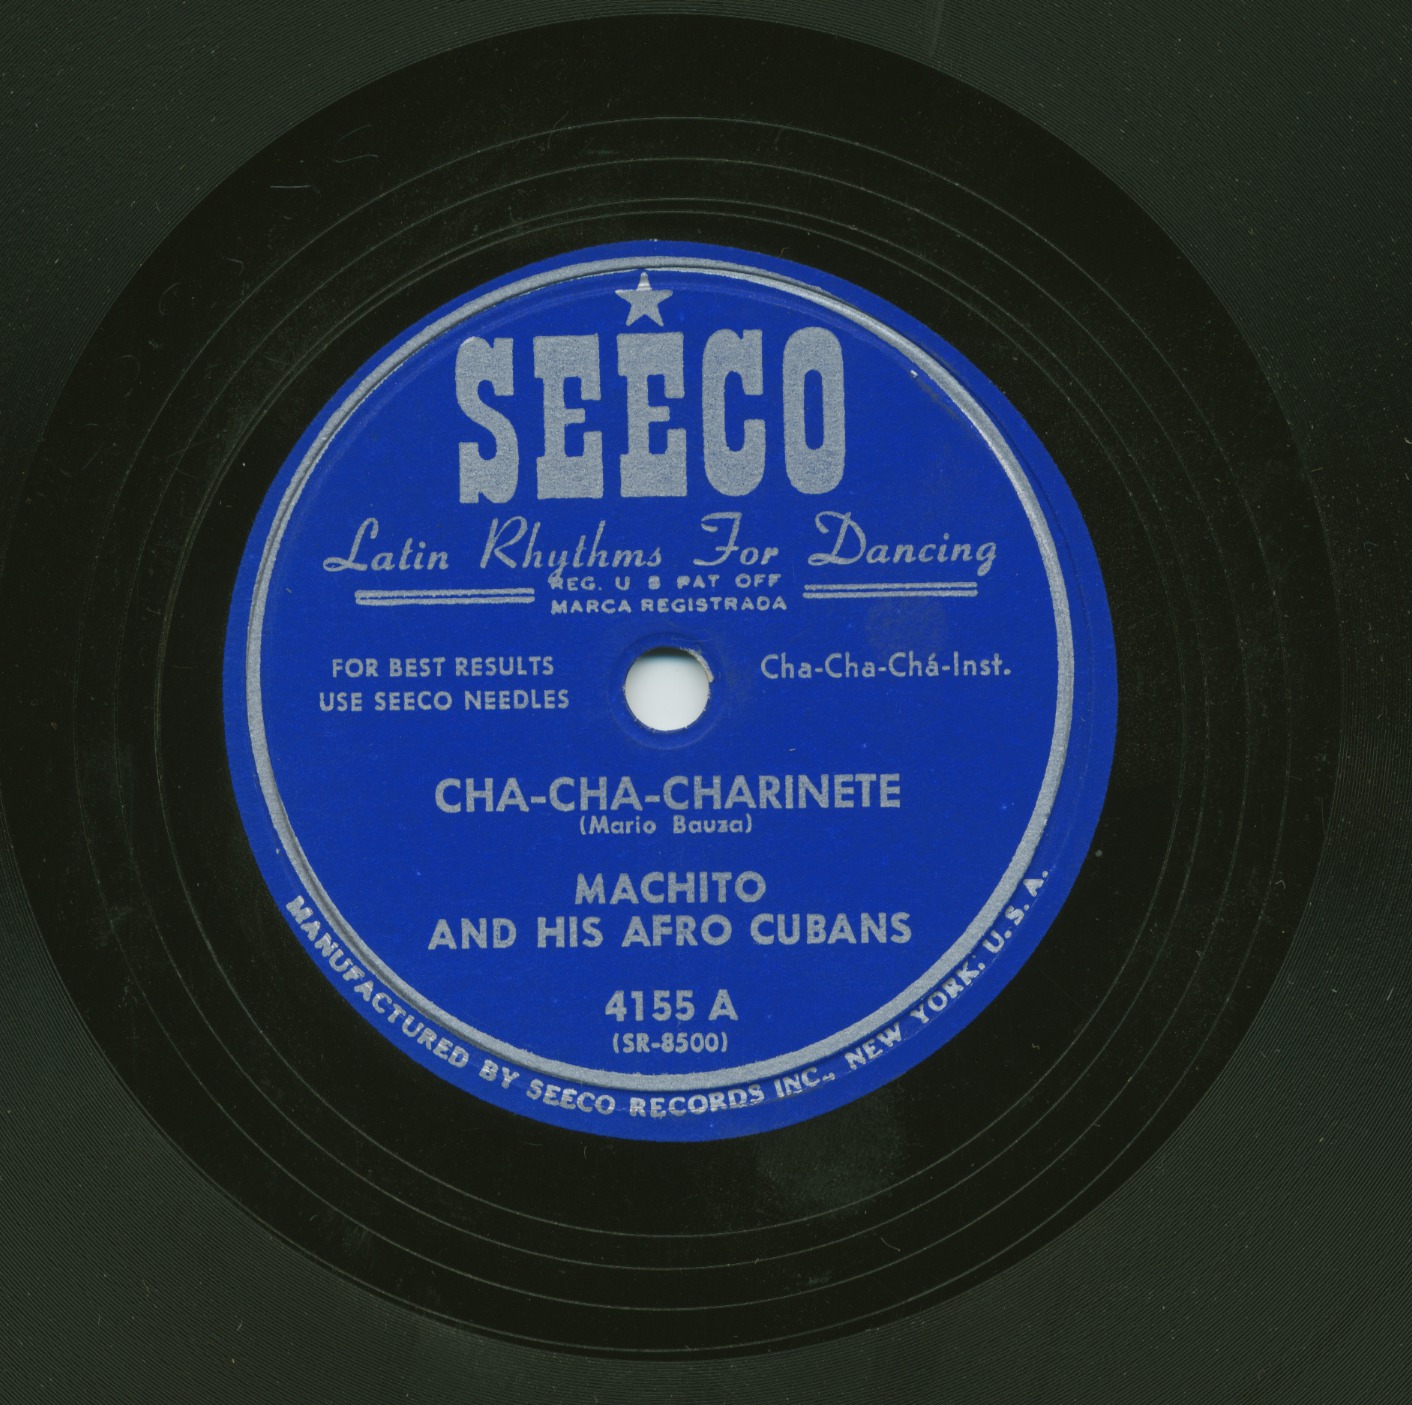 SEECO
Latin Rhythms For Dancing
REG. U S PAT OFF
MARCA REGISTRADA
FOR BEST RESULTS
USE SEECO NEEDLES
Cha-Cha-Chá-Inst.
CHA-CHA-CHARINETE
(Mario Bauza)
MACHITO
AND HIS AFRO CUBANS
4155 A
(SR-8500)
MANUFACTURED BY SEECO RECORDS INC., NEW YORK. U. S. A.